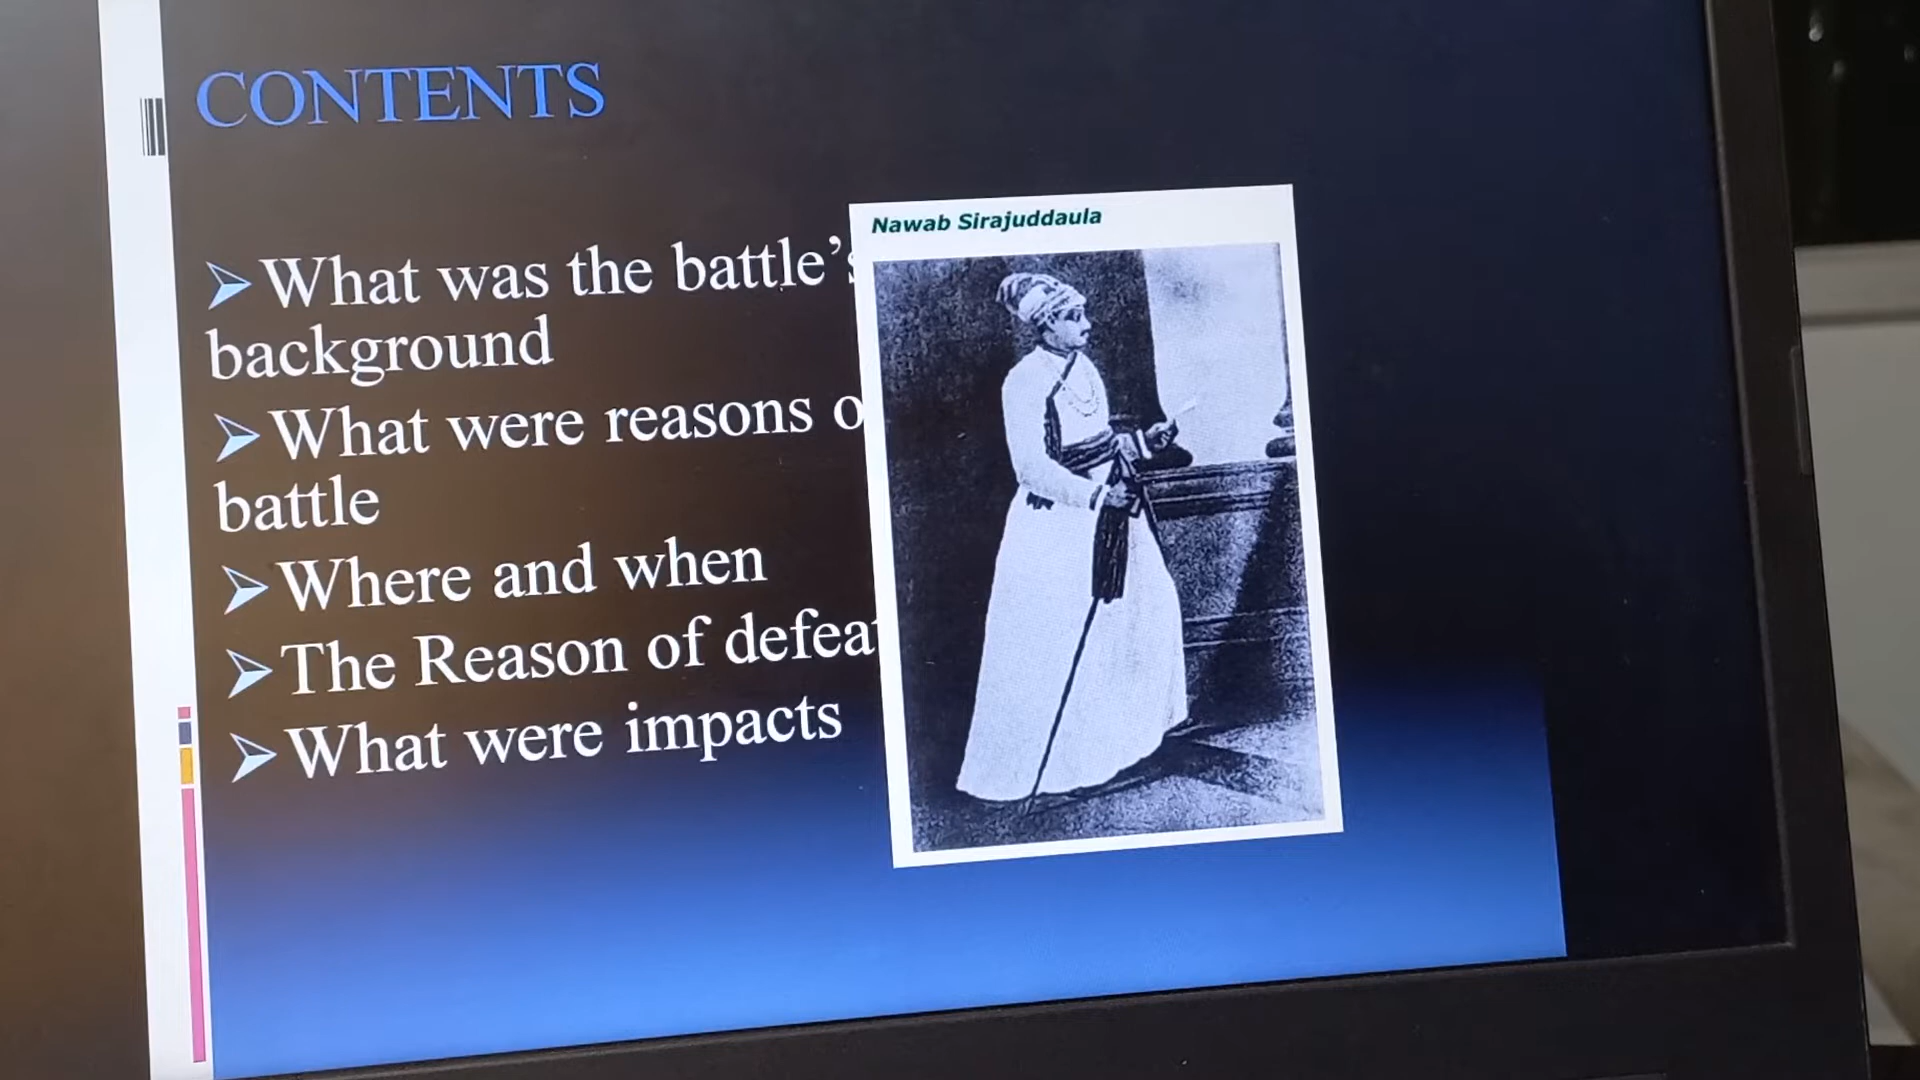 CONTENTS
What was the battle's
background
What were reasons o
battle
Where and when
The Reason of defeat
What were impacts
Nawab Sirajuddaula